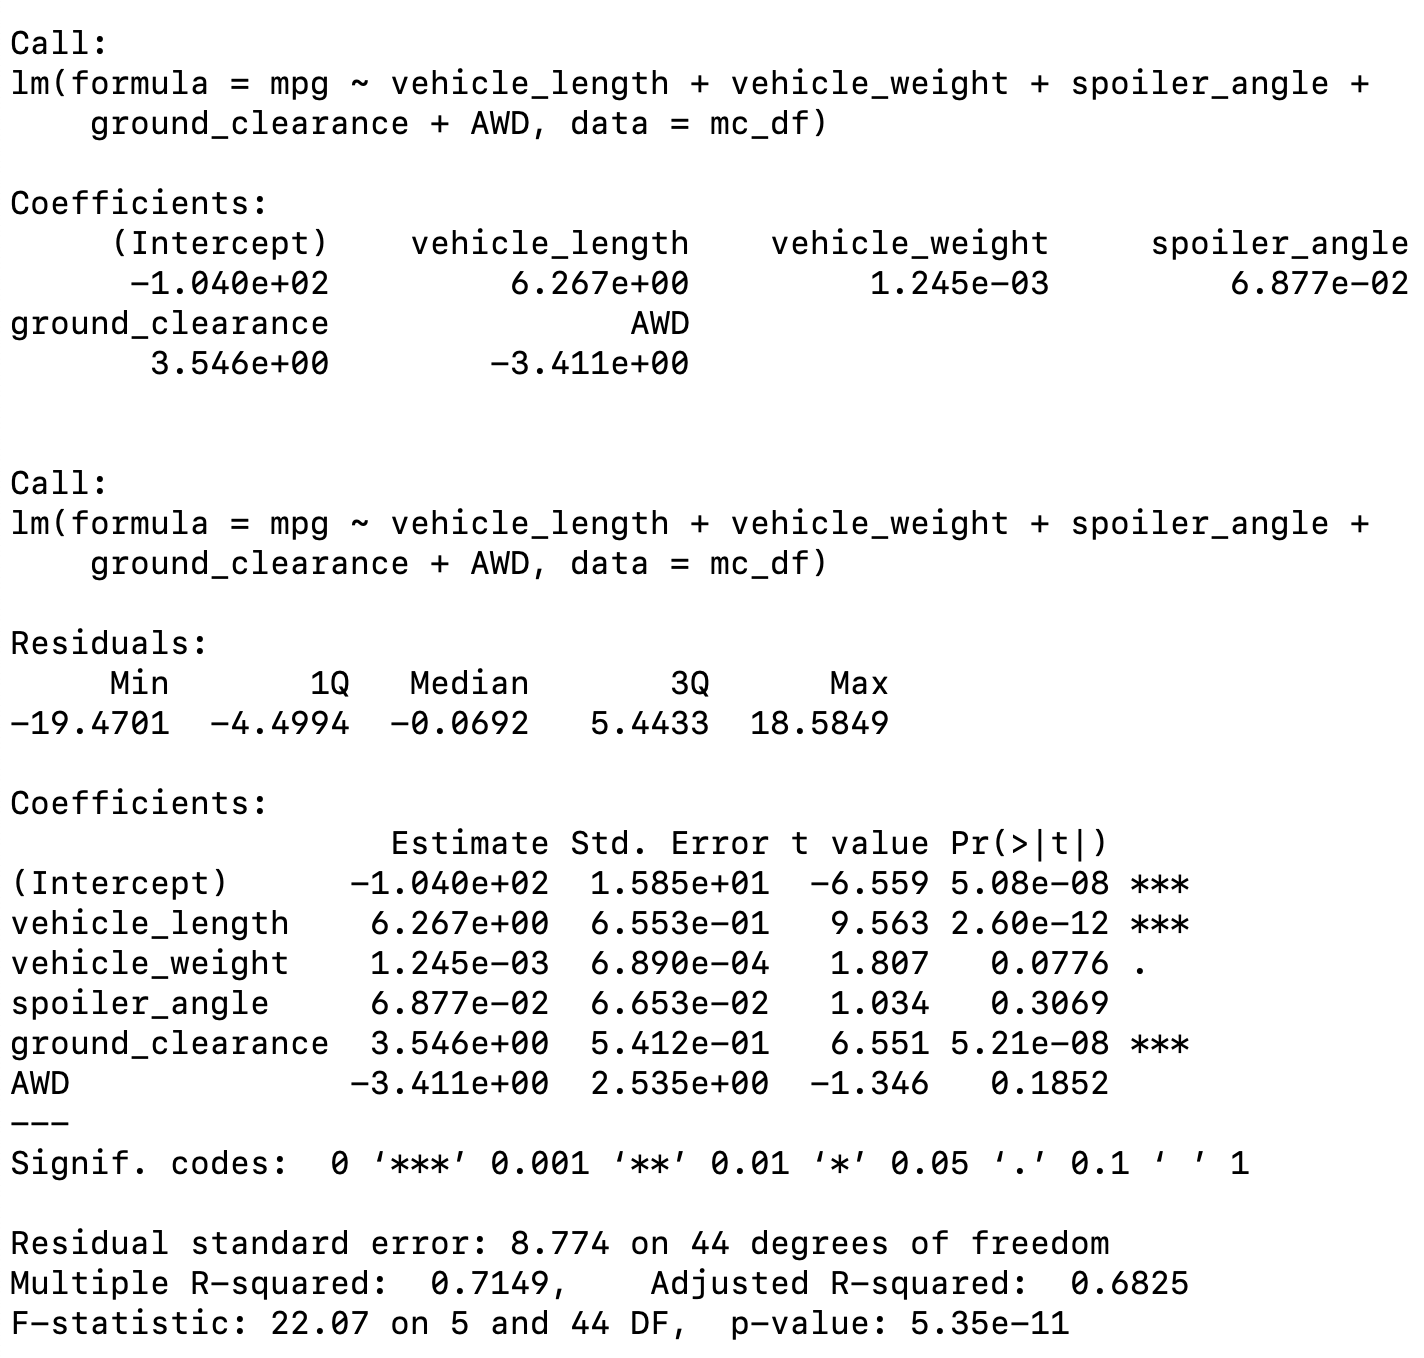 Call:
lm(formula = mpg ~ vehicle_length + vehicle_weight + spoiler_angle +
    ground_clearance + AWD, data = mc_df)

Coefficients:
     (Intercept)    vehicle_length    vehicle_weight     spoiler_angle
      -1.040e+02         6.267e+00         1.245e-03         6.877e-02
ground_clearance               AWD
       3.546e+00        -3.411e+00


Call:
lm(formula = mpg ~ vehicle_length + vehicle_weight + spoiler_angle +
    ground_clearance + AWD, data = mc_df)

Residuals:
     Min       1Q   Median       3Q      Max
-19.4701  -4.4994  -0.0692   5.4433  18.5849

Coefficients:
                   Estimate Std. Error t value Pr(>|t|)
(Intercept)      -1.040e+02  1.585e+01  -6.559 5.08e-08 ***
vehicle_length    6.267e+00  6.553e-01   9.563 2.60e-12 ***
vehicle_weight    1.245e-03  6.890e-04   1.807   0.0776 .
spoiler_angle     6.877e-02  6.653e-02   1.034   0.3069
ground_clearance  3.546e+00  5.412e-01   6.551 5.21e-08 ***
AWD              -3.411e+00  2.535e+00  -1.346   0.1852
---
Signif. codes:  0 ‘***’ 0.001 ‘**’ 0.01 ‘*’ 0.05 ‘.’ 0.1 ‘ ’ 1

Residual standard error: 8.774 on 44 degrees of freedom
Multiple R-squared:  0.7149,    Adjusted R-squared:  0.6825
F-statistic: 22.07 on 5 and 44 DF,  p-value: 5.35e-11